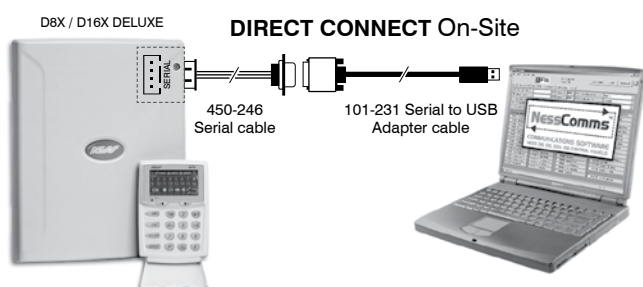 D8X / D16X DELUXE
DIRECT CONNECT On-Site
SERIAL
450-246
Serial cable
101-231 Serial to USB
Adapter cable
NessComms
COMMUNICATIONS SOFTWARE